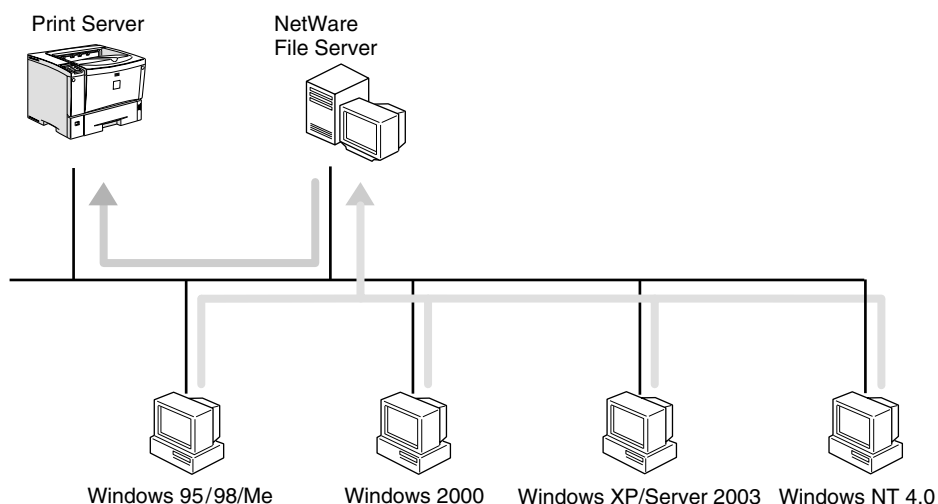 Print Server
NetWare
File Server
Windows 95/98/Me
Windows 2000
Windows XP/Server 2003
Windows NT 4.0